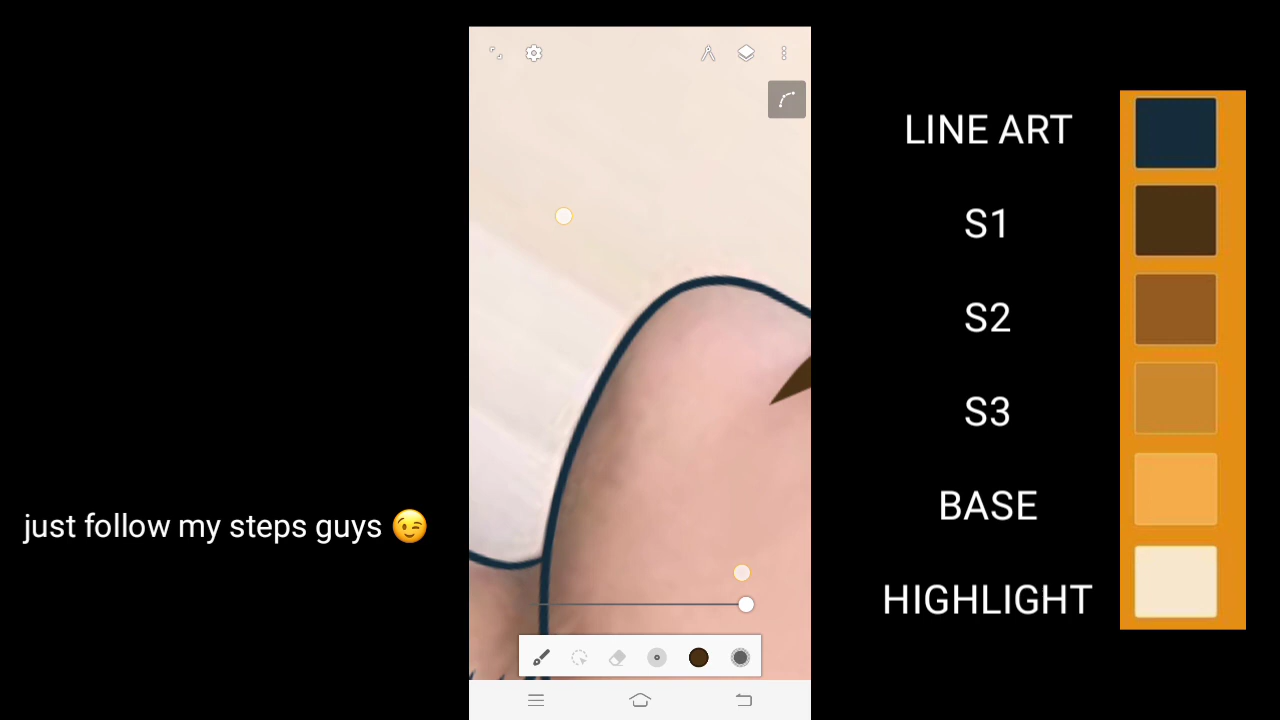 LINE ART
S1
S2
S3
just follow my steps guys 😉
BASE
HIGHLIGHT